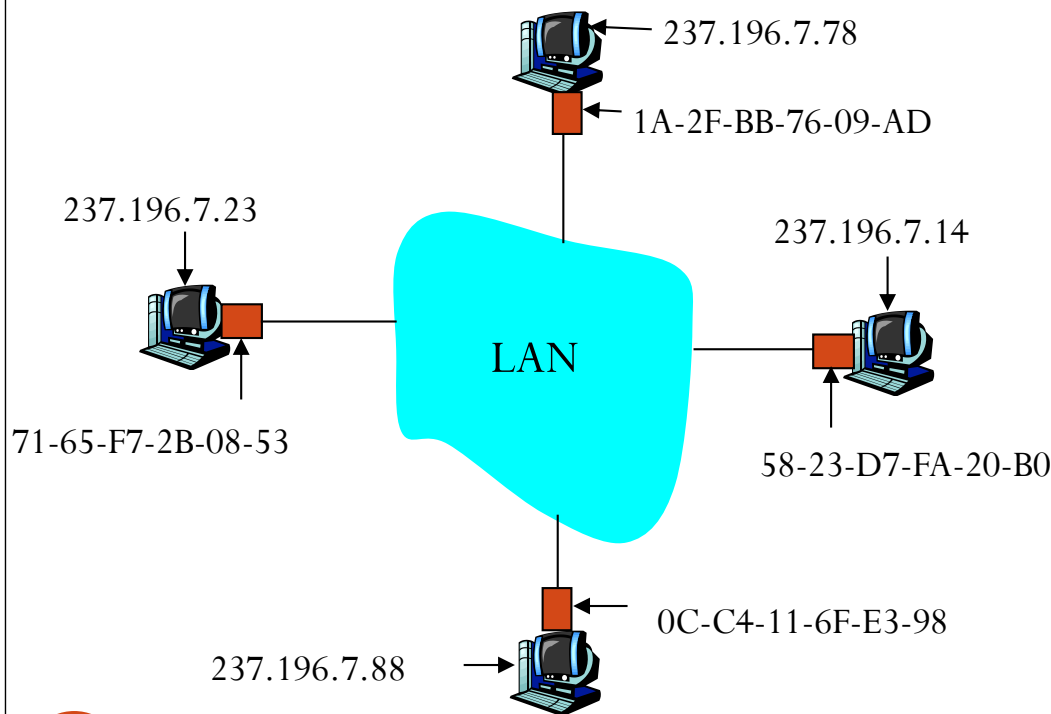 237.196.7.78
1A-2F-BB-76-09-AD
237.196.7.23
237.196.7.14
LAN
71-65-F7-2B-08-53
58-23-D7-FA-20-B0
0C-C4-11-6F-E3-98
237.196.7.88